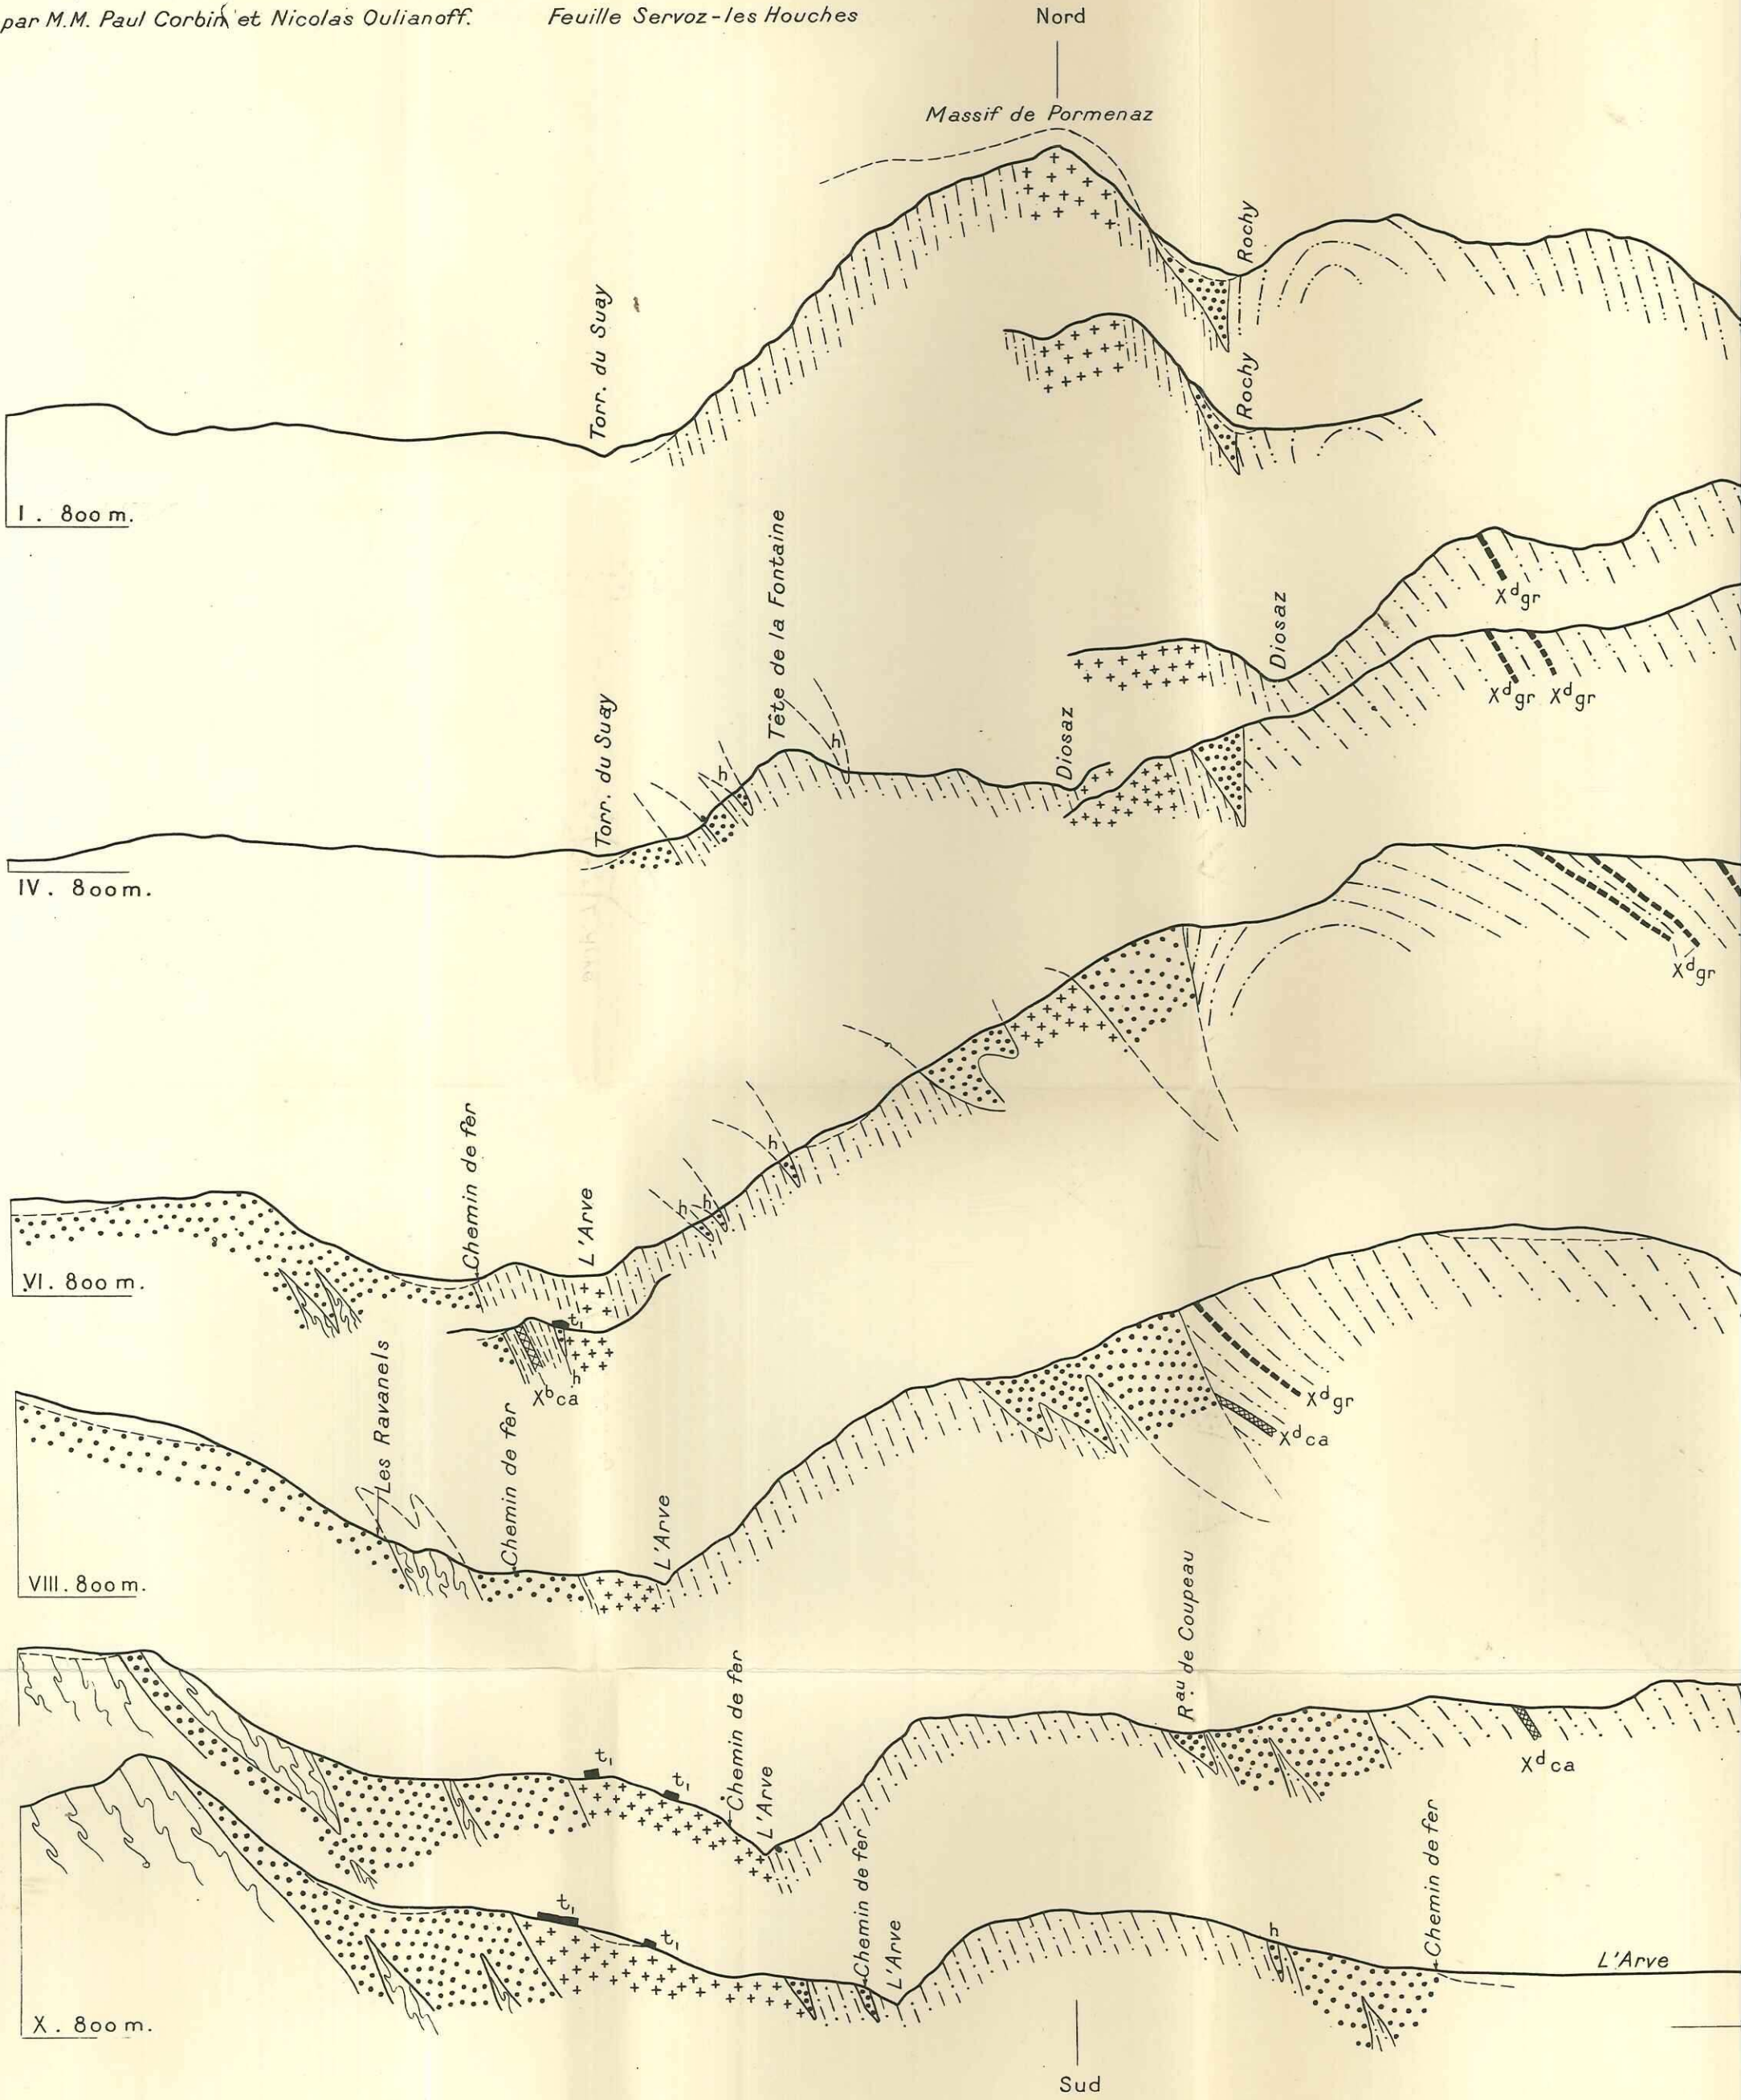 par M.M. Paul Corbin et Nicolas Oulianoff. Feuille Servoz-les Houches
Nord
Massif de Pormenaz
Rochy
Torr. du Suay
Rochy
I. 800 m.
Tête de la Fontaine
Xdgr
Diosaz
Xdgr Xdgr
Torr. du Suay
h
h
Diosaz
IV. 800 m.
Xdgr
Chemin de fer
h
L'Arve
h h
VI. 800 m.
t₁
h
Xbca
Les Ravanels
Xdgr
Xdca
Chemin de fer
L'Arve
VIII. 800 m.
Rau de Coupeau
Chemin de fer
t₁
t₁
L'Arve
Xdca
Chemin de fer
t₁
t₁
Chemin de fer
L'Arve
h
L'Arve
X. 800 m.
Sud